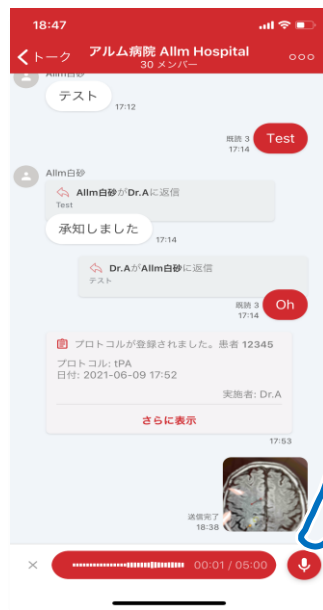 18:47
トーク アルム病院 Allm Hospital
30 メンバー
Allm白砂
テスト
17:12
既読 3
17:14
Test
Allm白砂
Allm白砂がDr.Aに返信
Test
承知しました
17:14
Dr.AがAllm白砂に返信
テスト
既読 3
17:14
Oh
プロトコルが登録されました。患者 12345
プロトコル: tPA
日付: 2021-06-09 17:52
実施者: Dr.A
さらに表示
17:53
送信完了
18:38
00:01 / 05:00